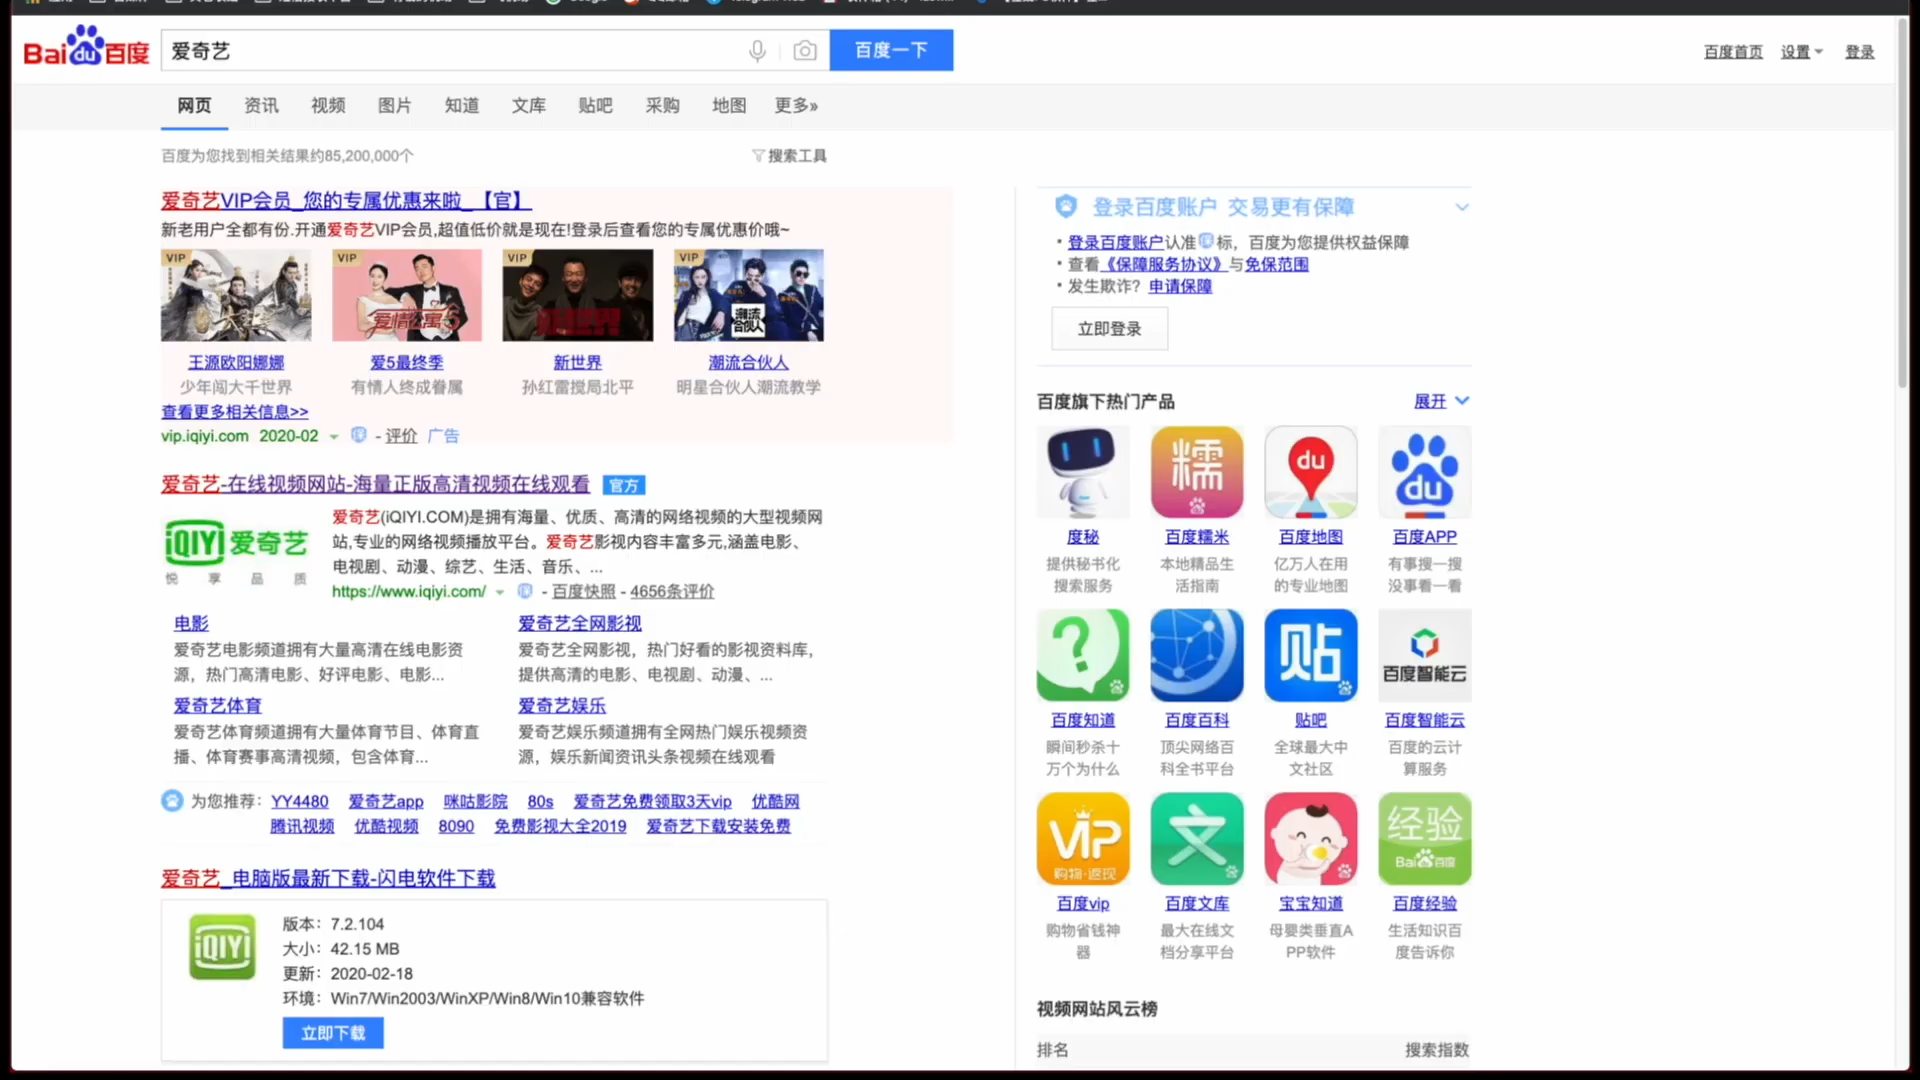 Bai du 百度
爱奇艺
百度一下
百度首页 设置 登录
网页 资讯 视频 图片 知道 文库 贴吧 采购 地图 更多»
百度为您找到相关结果约85,200,000个
搜索工具
爱奇艺VIP会员_您的专属优惠来啦_【官】
新老用户全都有份.开通爱奇艺VIP会员,超值低价就是现在!登录后查看您的专属优惠价哦~
VIP VIP VIP VIP
爱情公寓5
潮流合伙人
王源欧阳娜娜 爱5最终季 新世界 潮流合伙人
少年闯大千世界 有情人终成眷属 孙红雷搅局北平 明星合伙人潮流教学
查看更多相关信息>>
vip.iqiyi.com 2020-02 - 评价 广告
爱奇艺-在线视频网站-海量正版高清视频在线观看 官方
iQIYI 爱奇艺
悦享品质
爱奇艺(iQIYI.COM)是拥有海量、优质、高清的网络视频的大型视频网
站,专业的网络视频播放平台。爱奇艺影视内容丰富多元,涵盖电影、
电视剧、动漫、综艺、生活、音乐、...
https://www.iqiyi.com/ - 百度快照 - 4656条评价
电影
爱奇艺电影频道拥有大量高清在线电影资
源，热门高清电影、好评电影、电影...
爱奇艺全网影视
爱奇艺全网影视，热门好看的影视资料库，
提供高清的电影、电视剧、动漫、...
爱奇艺体育
爱奇艺体育频道拥有大量体育节目、体育直
播、体育赛事高清视频，包含体育...
爱奇艺娱乐
爱奇艺娱乐频道拥有全网热门娱乐视频资
源，娱乐新闻资讯头条视频在线观看
为您推荐： YY4480 爱奇艺app 咪咕影院 80s 爱奇艺免费领取3天vip 优酷网
腾讯视频 优酷视频 8090 免费影视大全2019 爱奇艺下载安装免费
爱奇艺_电脑版最新下载-闪电软件下载
iQIYI
版本：7.2.104
大小：42.15 MB
更新：2020-02-18
环境：Win7/Win2003/WinXP/Win8/Win10兼容软件
立即下载
登录百度账户 交易更有保障
• 登录百度账户认准保标，百度为您提供权益保障
• 查看《保障服务协议》与免保范围
• 发生欺诈？申请保障
立即登录
百度旗下热门产品 展开
糯 du du
度秘 百度糯米 百度地图 百度APP
提供秘书化 本地精品生 亿万人在用 有事搜一搜
搜索服务 活指南 的专业地图 没事看一看
? 贴 百度智能云
百度知道 百度百科 贴吧 百度智能云
瞬间秒杀十 顶尖网络百 全球最大中 百度的云计
万个为什么 科全书平台 文社区 算服务
VIP 购物·返现 文 经验 Bai百度
百度vip 百度文库 宝宝知道 百度经验
购物省钱神 最大在线文 母婴类垂直A 生活知识百
器 档分享平台 PP软件 度告诉你
视频网站风云榜
排名 搜索指数